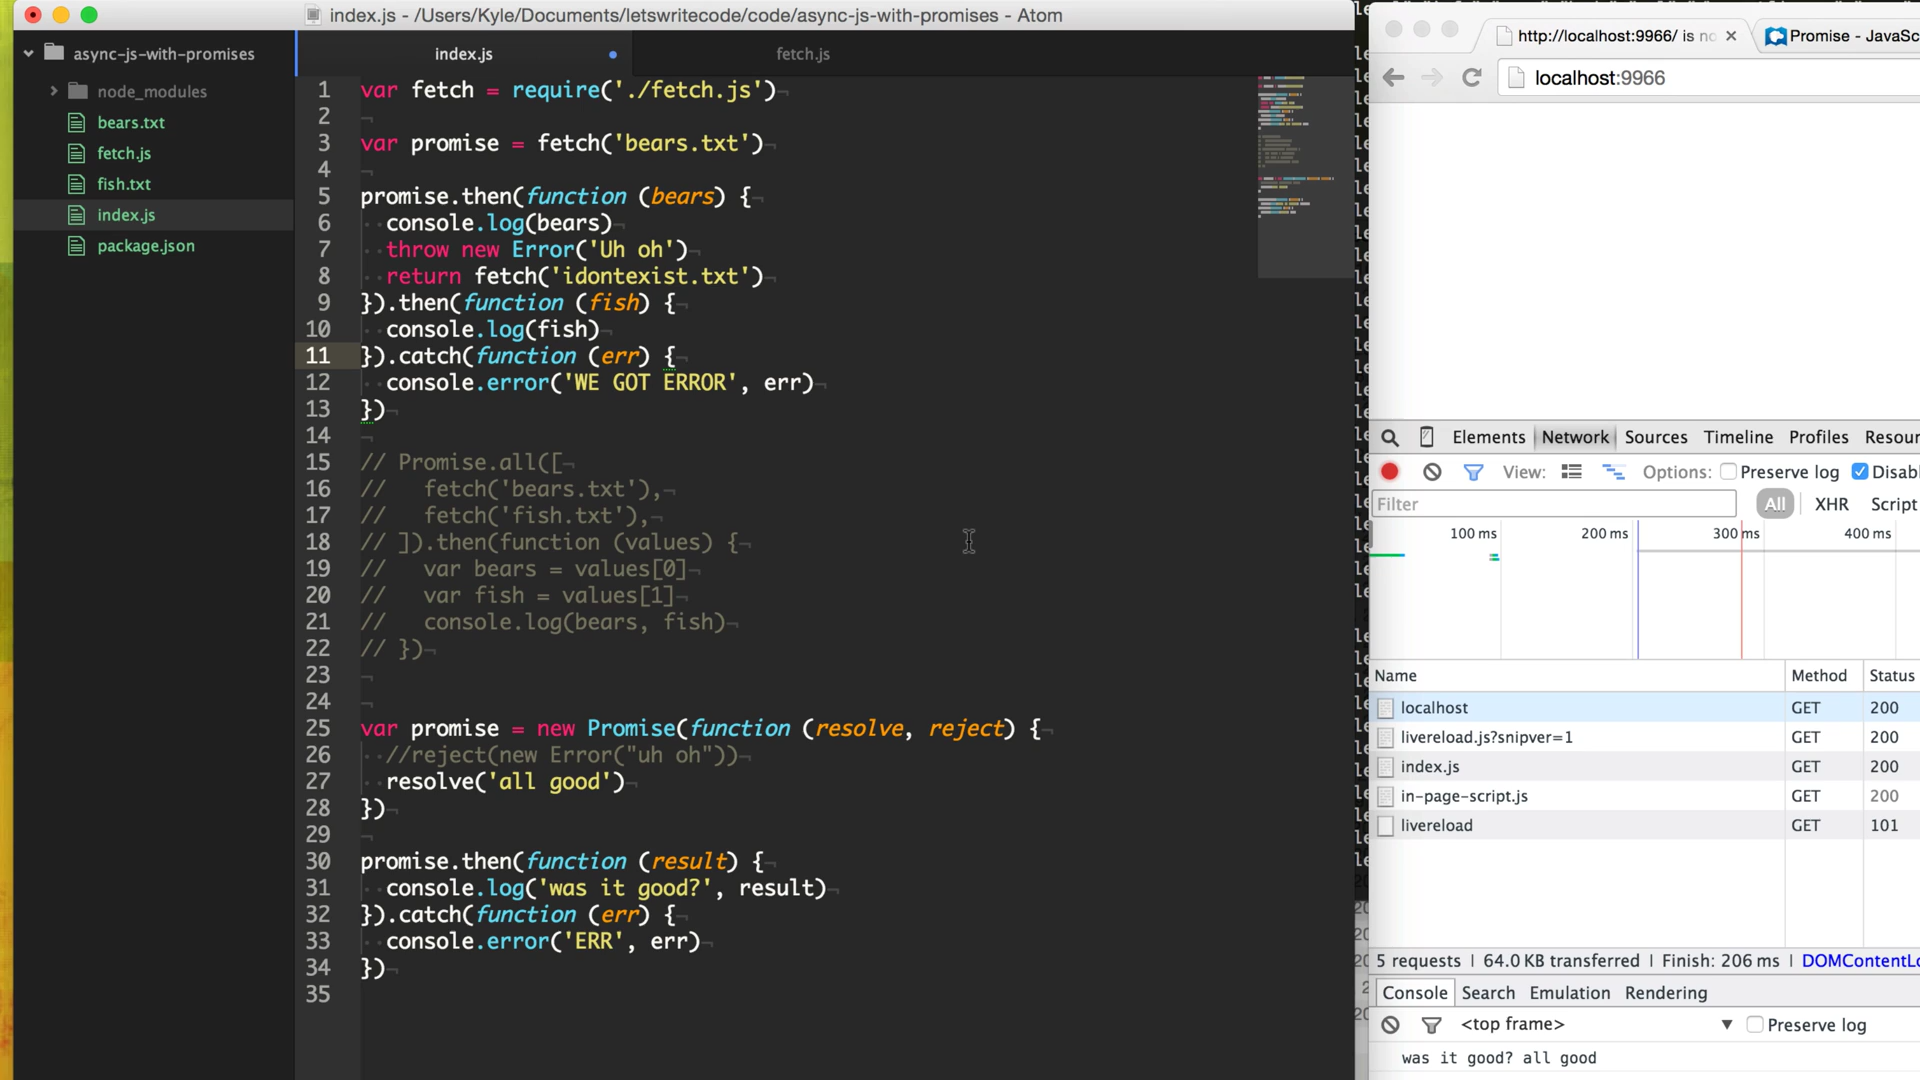 index.js - /Users/Kyle/Documents/letswritecode/code/async-js-with-promises - Atom
async-js-with-promises
node_modules
bears.txt
fetch.js
fish.txt
index.js
package.json
index.js
fetch.js
1 var fetch = require('./fetch.js')
2
3 var promise = fetch('bears.txt')
4
5 promise.then(function (bears) {
6 console.log(bears)
7 throw new Error('Uh oh')
8 return fetch('idontexist.txt')
9 }).then(function (fish) {
10 console.log(fish)
11 }).catch(function (err) {
12 console.error('WE GOT ERROR', err)
13 })
14
15 // Promise.all([
16 // fetch('bears.txt'),
17 // fetch('fish.txt'),
18 // ]).then(function (values) {
19 // var bears = values[0]
20 // var fish = values[1]
21 // console.log(bears, fish)
22 // })
23
24
25 var promise = new Promise(function (resolve, reject) {
26 //reject(new Error("uh oh"))
27 resolve('all good')
28 })
29
30 promise.then(function (result) {
31 console.log('was it good?', result)
32 }).catch(function (err) {
33 console.error('ERR', err)
34 })
35
http://localhost:9966/ is no
Promise - JavaSc
localhost:9966
Elements Network Sources Timeline Profiles Resour
View: Options: Preserve log Disab
Filter All XHR Script
100 ms 200 ms 300 ms 400 ms
Name Method Status
localhost GET 200
livereload.js?snipver=1 GET 200
index.js GET 200
in-page-script.js GET 200
livereload GET 101
5 requests | 64.0 KB transferred | Finish: 206 ms | DOMContentLo
Console Search Emulation Rendering
<top frame> Preserve log
was it good? all good